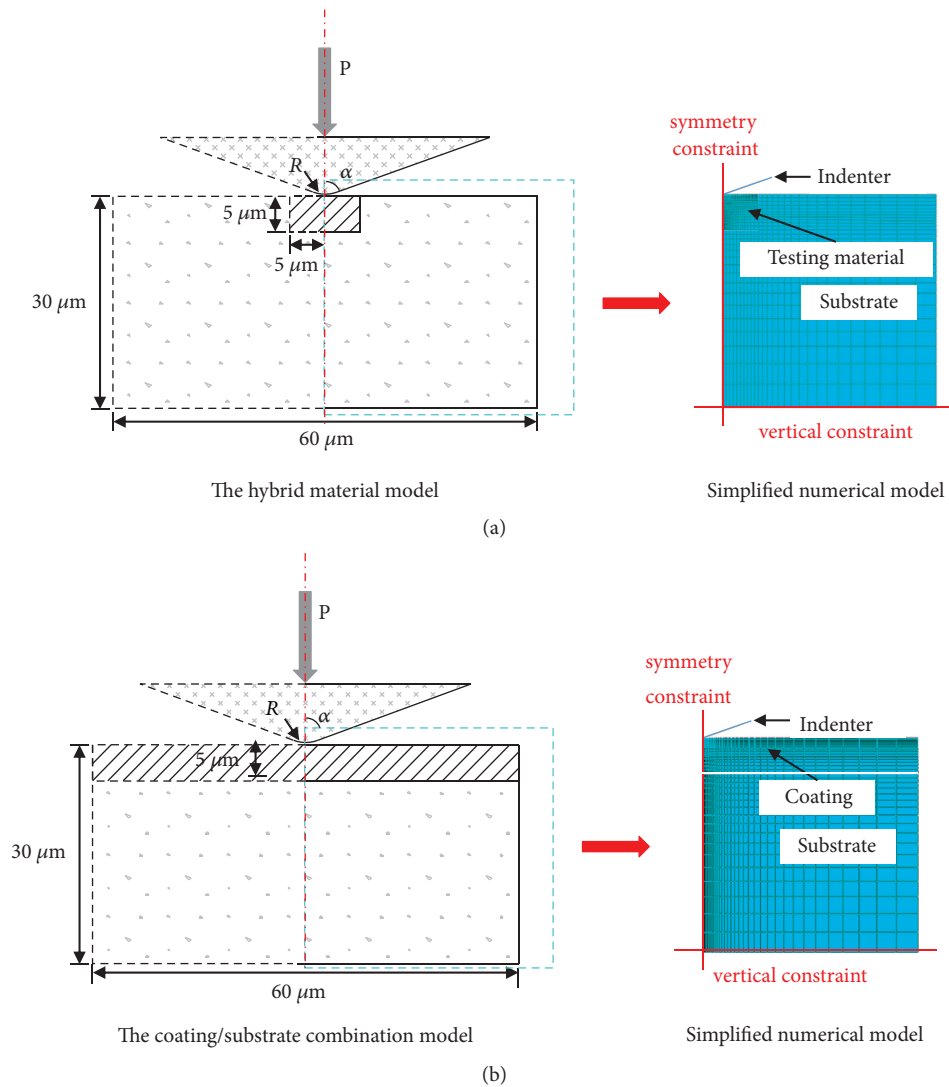 P
symmetry
constraint
R
α
Indenter
5 μm
Testing material
5 μm
30 μm
Substrate
60 μm
vertical constraint
The hybrid material model
Simplified numerical model
(a)
P
symmetry
constraint
R
α
Indenter
5 μm
Coating
30 μm
Substrate
60 μm
vertical constraint
The coating/substrate combination model
Simplified numerical model
(b)